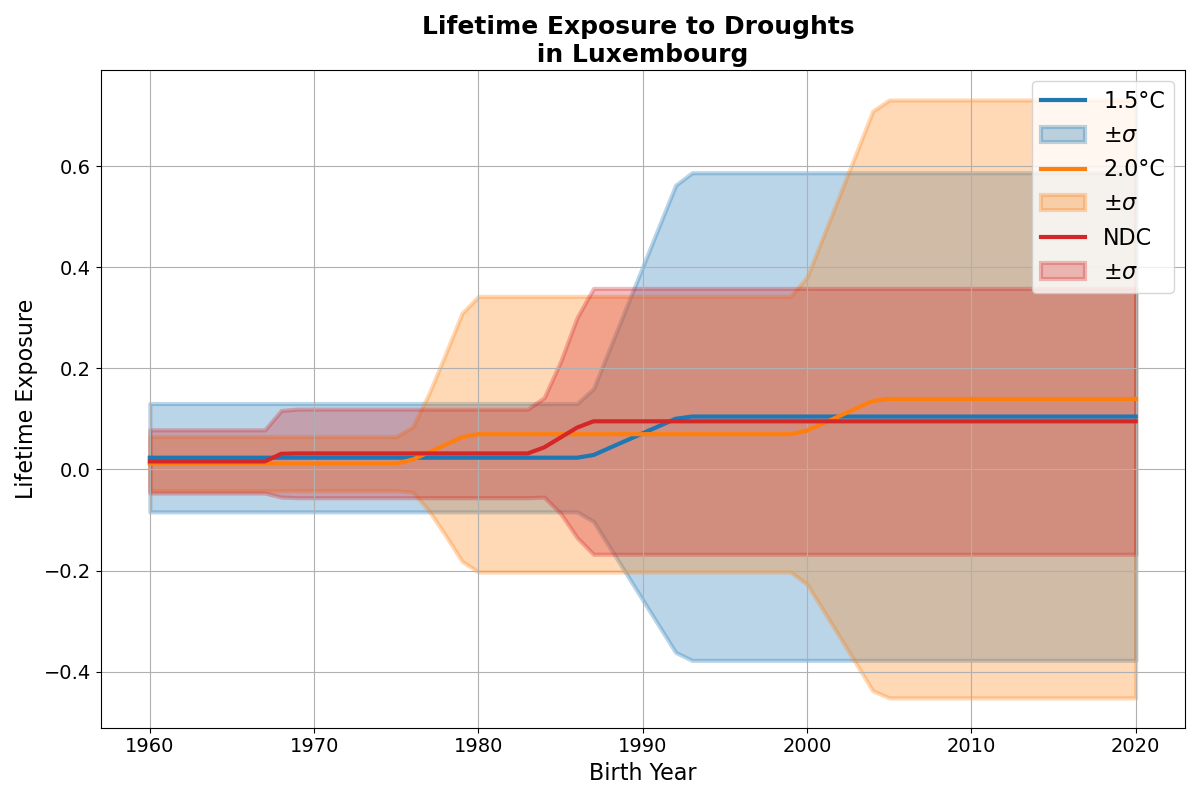 Lifetime Exposure to Droughts
in Luxembourg
1.5°C
±σ
2.0°C
±σ
NDC
±σ
0.6
0.4
0.2
0.0
−0.2
−0.4
Lifetime Exposure
1960 1970 1980 1990 2000 2010 2020
Birth Year